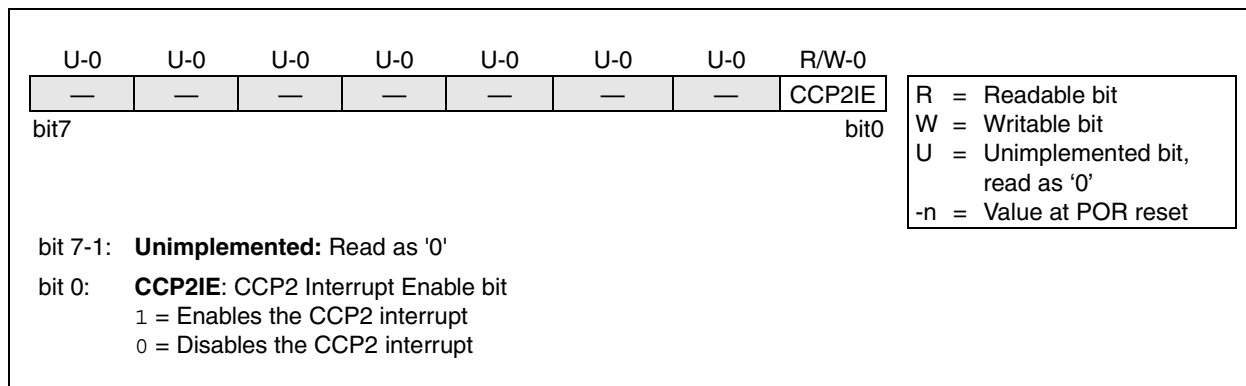 U-0 U-0 U-0 U-0 U-0 U-0 U-0 R/W-0
— — — — — — — CCP2IE
bit7 bit0
R = Readable bit
W = Writable bit
U = Unimplemented bit,
read as ‘0’
-n = Value at POR reset
bit 7-1: Unimplemented: Read as '0'
bit 0: CCP2IE: CCP2 Interrupt Enable bit
1 = Enables the CCP2 interrupt
0 = Disables the CCP2 interrupt